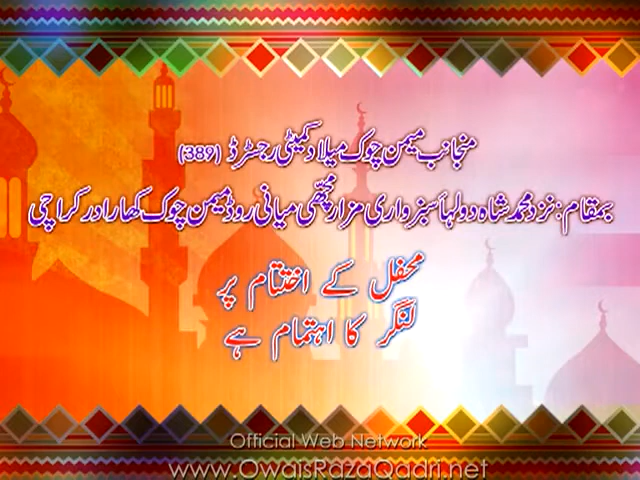 منجانب میمن چوک میلاد کمیٹی رجسٹرڈ (389)
بمقام: نزد محمد شاہ دولہا سبزواری مزار مچھی میانی روڈ میمن چوک کھارادر کراچی
محفل کے اختتام پر
لنگر کا اہتمام ہے
Official Web Network
www.OwaisRazaQadri.net